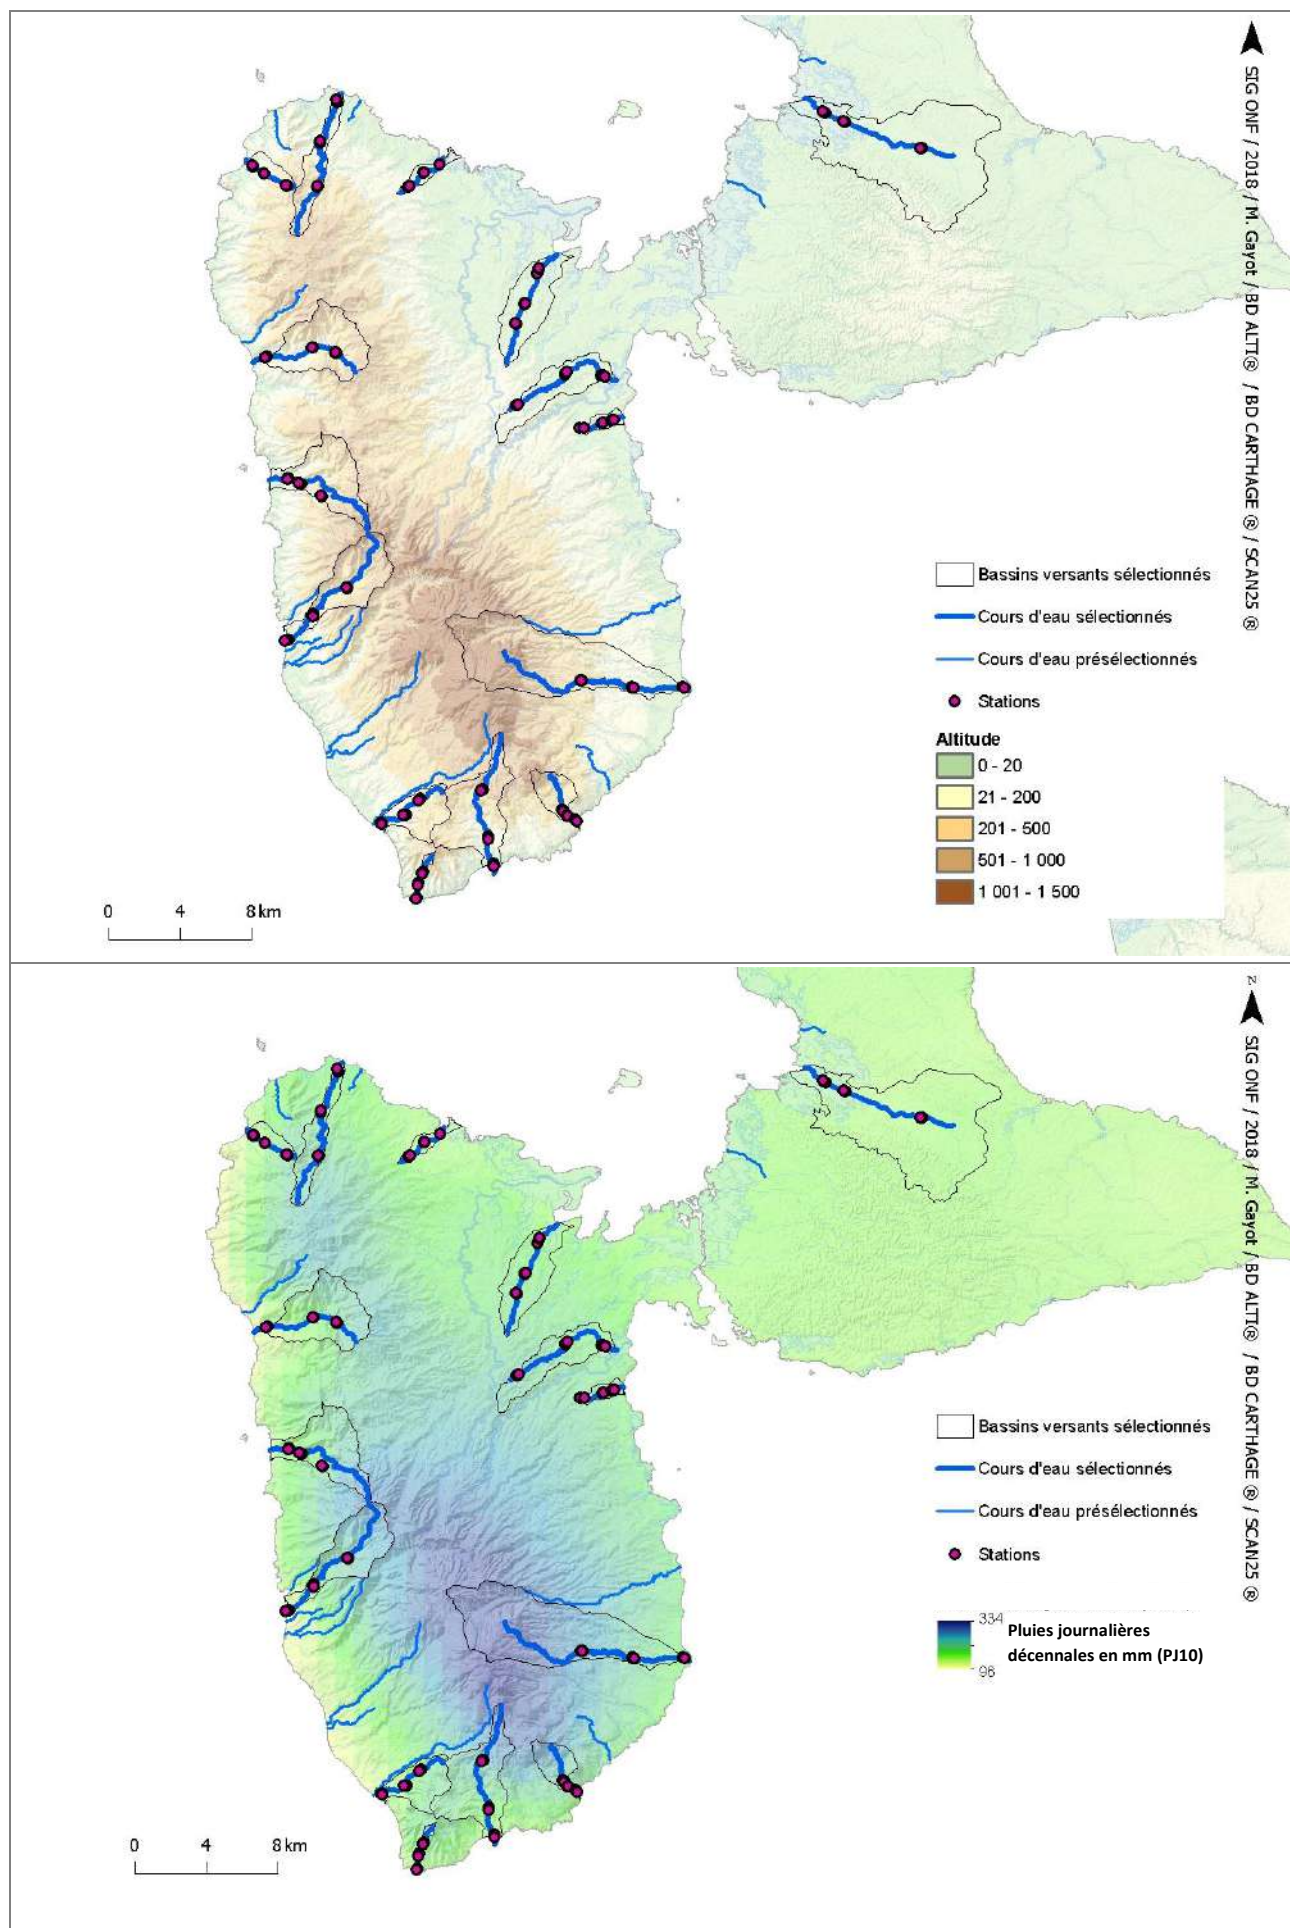 SIG ONF / 2018 / M. Gayot / BD ALTI® / BD CARTHAGE ® / SCAN25 ®
Bassins versants sélectionnés
Cours d'eau sélectionnés
Cours d'eau présélectionnés
Stations
Altitude
0 - 20
21 - 200
201 - 500
501 - 1 000
1 001 - 1 500
0 4 8 km
N
SIG ONF / 2018 / M. Gayot / BD ALTI® / BD CARTHAGE ® / SCAN25 ®
Bassins versants sélectionnés
Cours d'eau sélectionnés
Cours d'eau présélectionnés
Stations
334
Pluies journalières
décennales en mm (PJ10)
96
0 4 8 km